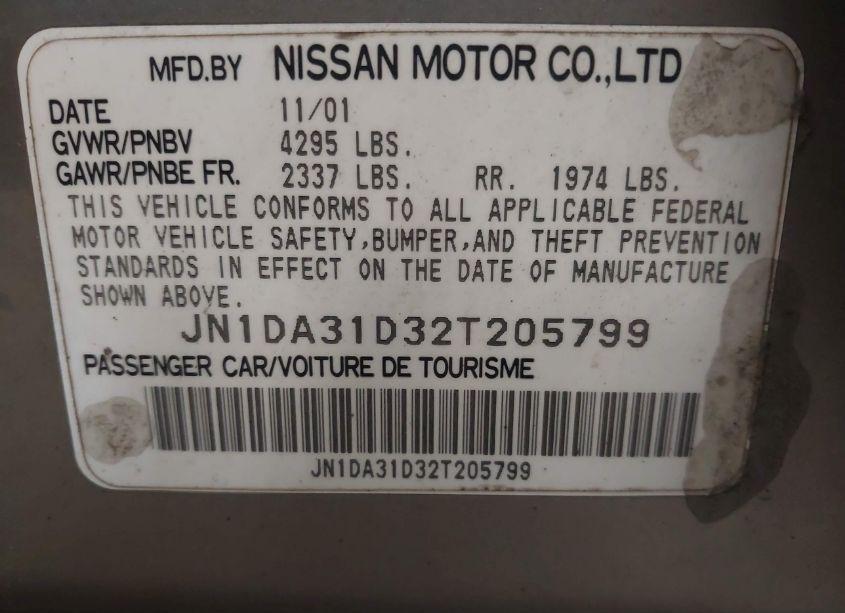 MFD.BY NISSAN MOTOR CO.,LTD
DATE 11/01
GVWR/PNBV 4295 LBS.
GAWR/PNBE FR. 2337 LBS. RR. 1974 LBS.
THIS VEHICLE CONFORMS TO ALL APPLICABLE FEDERAL
MOTOR VEHICLE SAFETY,BUMPER,AND THEFT PREVENTION
STANDARDS IN EFFECT ON THE DATE OF MANUFACTURE
SHOWN ABOVE.
JN1DA31D32T205799
PASSENGER CAR/VOITURE DE TOURISME
JN1DA31D32T205799